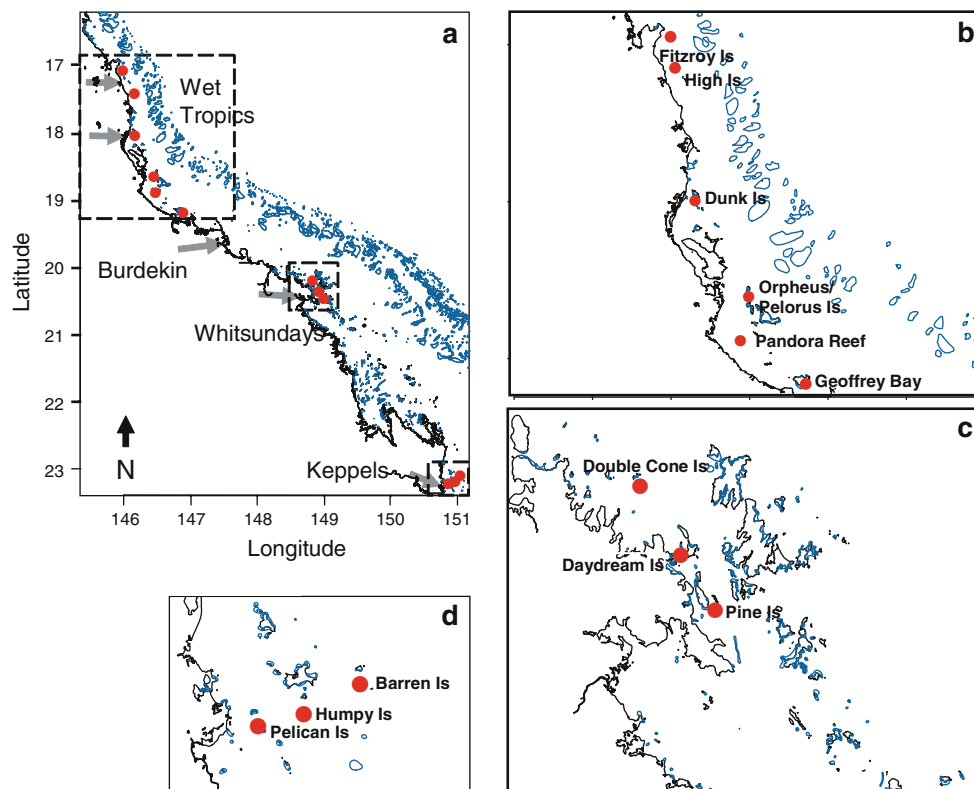 a
17
18
19
20
21
22
23
Latitude
Wet
Tropics
Burdekin
Whitsundays
Keppels
N
146
147
148
149
150
151
Longitude
b
Fitzroy Is
High Is
Dunk Is
Orpheus/
Pelorus Is
Pandora Reef
Geoffrey Bay
c
Double Cone Is
Daydream Is
Pine Is
d
Barren Is
Humpy Is
Pelican Is